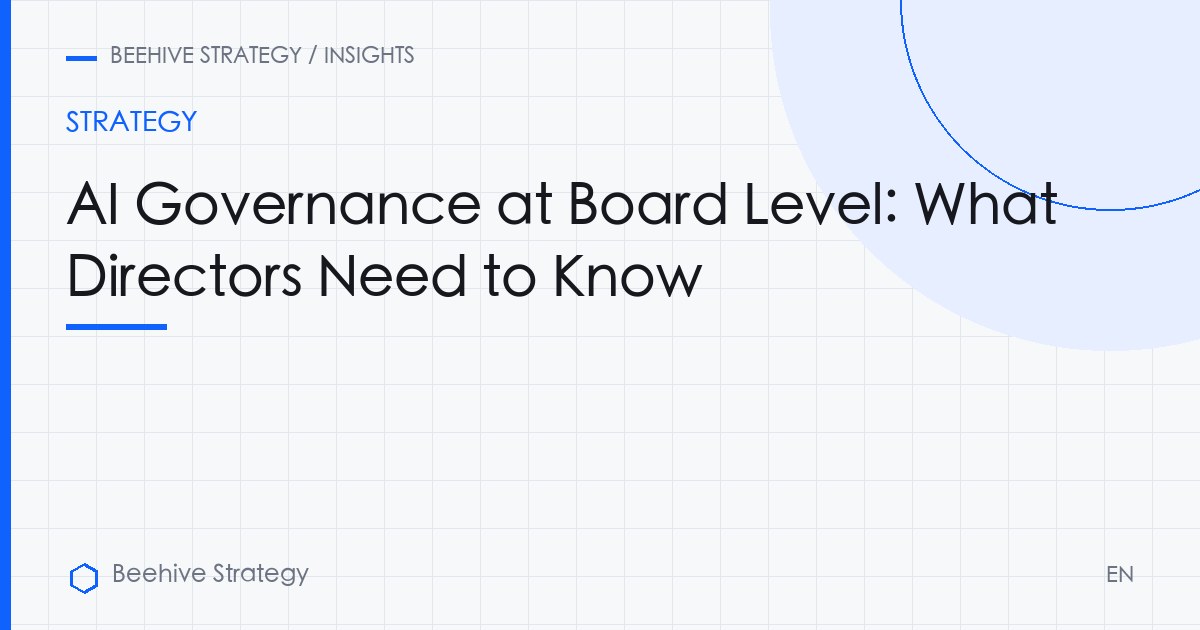 BEEHIVE STRATEGY / INSIGHTS
STRATEGY
AI Governance at Board Level: What
Directors Need to Know
Beehive Strategy
EN